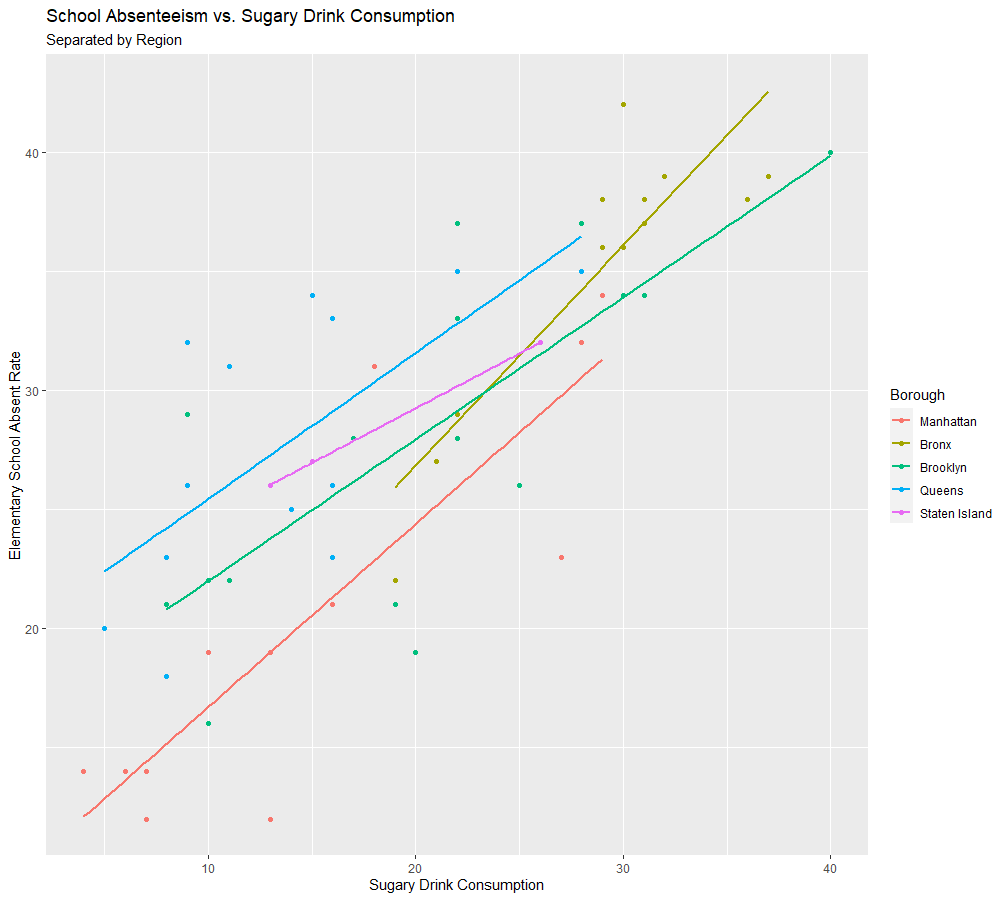 School Absenteeism vs. Sugary Drink Consumption
Separated by Region
Elementary School Absent Rate
40
30
20
10
20
30
40
Sugary Drink Consumption
Borough
Manhattan
Bronx
Brooklyn
Queens
Staten Island